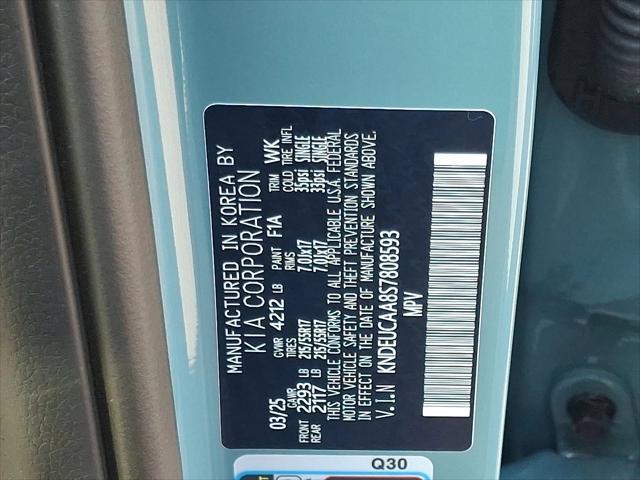 MANUFACTURED IN KOREA BY
KIA CORPORATION
03/25 GVWR 4212 LB PAINT F1A TRIM WK
GAWR TIRES RIMS COLD TIRE INFL
FRONT 2293 LB 215/55R17 7.0Jx17 35psi SINGLE
REAR 2117 LB 215/55R17 7.0Jx17 33psi SINGLE
THIS VEHICLE CONFORMS TO ALL APPLICABLE U.S.A. FEDERAL
MOTOR VEHICLE SAFETY AND THEFT PREVENTION STANDARDS
IN EFFECT ON THE DATE OF MANUFACTURE SHOWN ABOVE.
V.I.N KNDEUCAA8S7808593
MPV
Q30